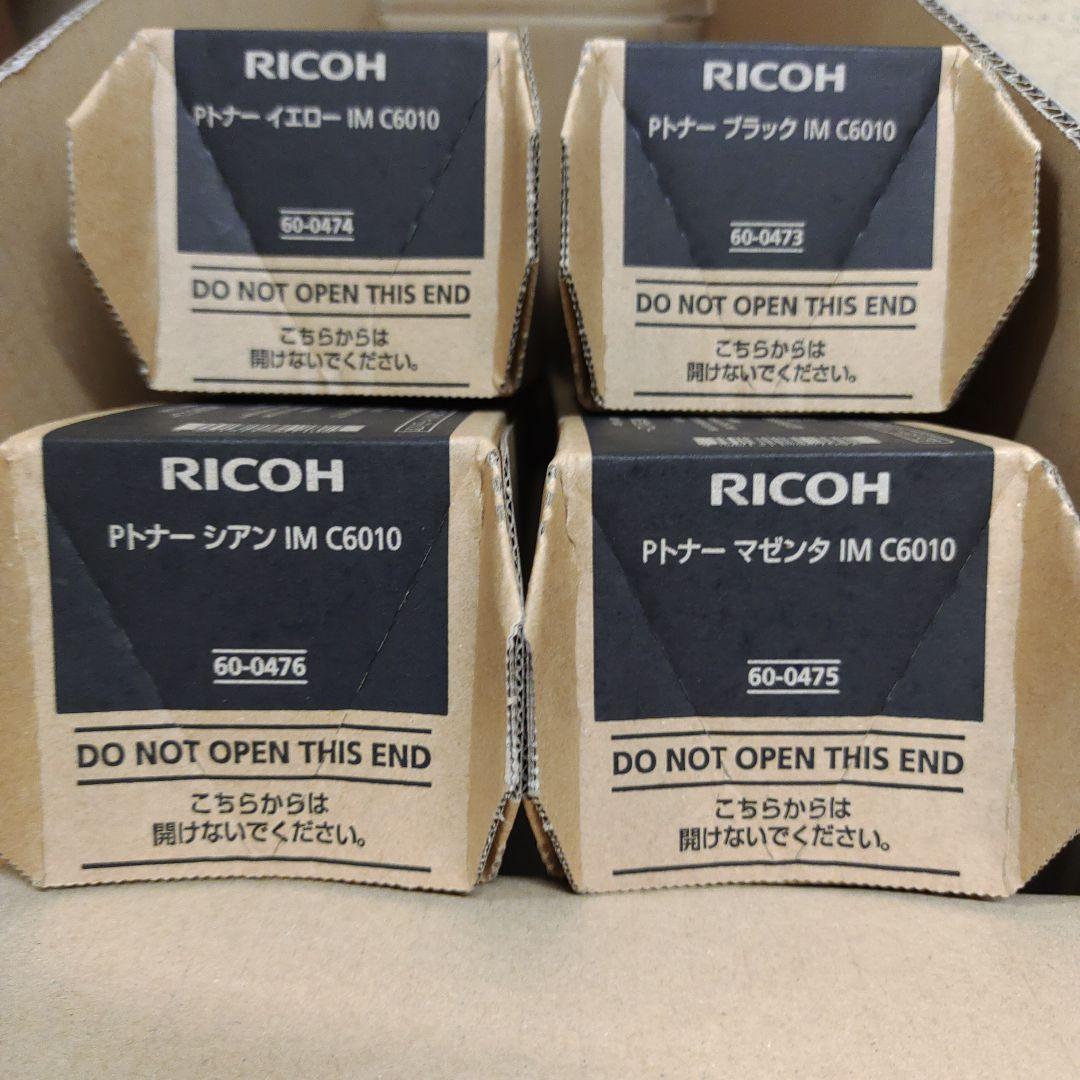 RICOH
Pトナー イエロー IM C6010
60-0474
DO NOT OPEN THIS END
こちらからは
開けないでください。
RICOH
Pトナー ブラック IM C6010
60-0473
DO NOT OPEN THIS END
こちらからは
開けないでください。
RICOH
Pトナー シアン IM C6010
60-0476
DO NOT OPEN THIS END
こちらからは
開けないでください。
RICOH
Pトナー マゼンタ IM C6010
60-0475
DO NOT OPEN THIS END
こちらからは
開けないでください。